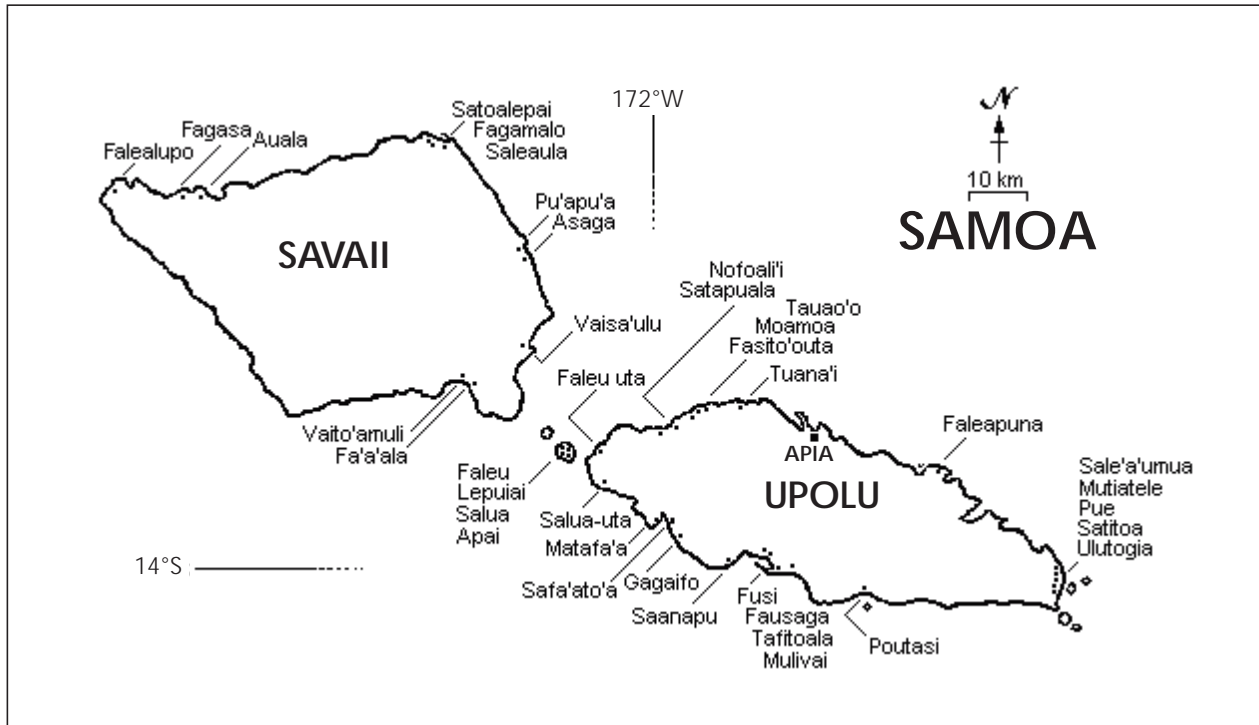 172°W
N
10 km
SAMOA
Satoalepai
Fagamalo
Saleaula
Fagasa
Auala
Falealupo
Pu'apu'a
Asaga
SAVAII
Nofoali'i
Satapuala
Tauao'o
Moamoa
Fasito'outa
Tuana'i
Vaisa'ulu
Faleu uta
Vaito'amuli
Fa'a'ala
Faleapuna
APIA
UPOLU
Faleu
Lepuiai
Salua
Apai
Sale'a'umua
Mutiatele
Pue
Satitoa
Ulutogia
Salua-uta
Matafa'a
14°S
Safa'ato'a
Gagaifo
Saanapu
Fusi
Fausaga
Tafitoala
Mulivai
Poutasi